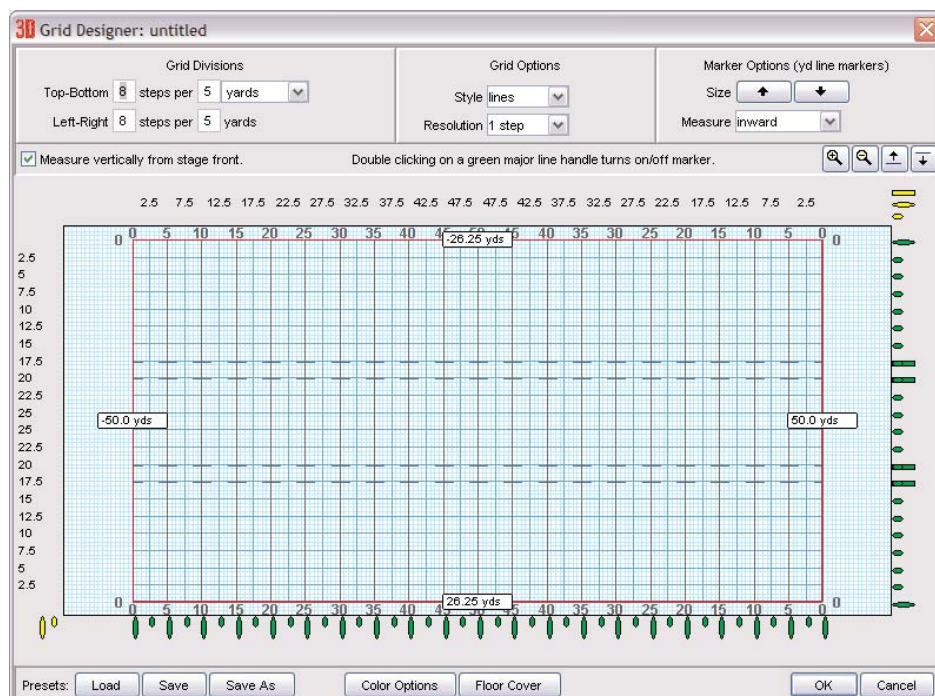 3D Grid Designer: untitled
Grid Divisions
Top-Bottom 8 steps per 5 yards
Left-Right 8 steps per 5 yards
Grid Options
Style lines
Resolution 1 step
Marker Options (yd line markers)
Size
Measure inward
Measure vertically from stage front.
Double clicking on a green major line handle turns on/off marker.
2.5 7.5 12.5 17.5 22.5 27.5 32.5 37.5 42.5 47.5 47.5 42.5 37.5 32.5 27.5 22.5 17.5 12.5 7.5 2.5
0 0 5 10 15 20 25 30 35 40 45 -26.25 yds 45 40 35 30 25 20 15 10 5 0 0
2.5
5
7.5
10
12.5
15
17.5
20
22.5
25
-50.0 yds 50.0 yds
25
22.5
20
17.5
15
12.5
10
7.5
5
2.5
26.25 yds
0 0 5 10 15 20 25 30 35 40 45 50 45 40 35 30 25 20 15 10 5 0 0
Presets: Load Save Save As Color Options Floor Cover OK Cancel